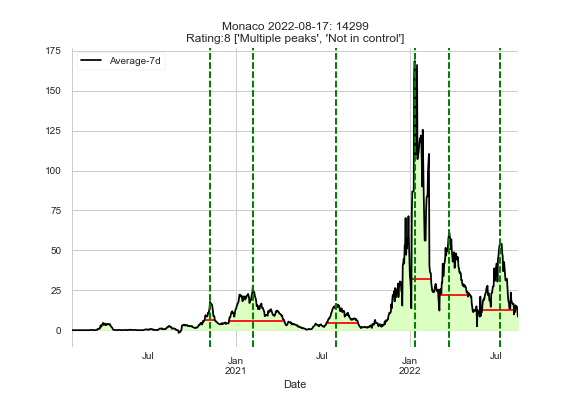 Monaco 2022-08-17: 14299
Rating:8 ['Multiple peaks', 'Not in control']
Average-7d
175
150
125
100
75
50
25
0
Jul
Jan
2021
Jul
Jan
2022
Jul
Date